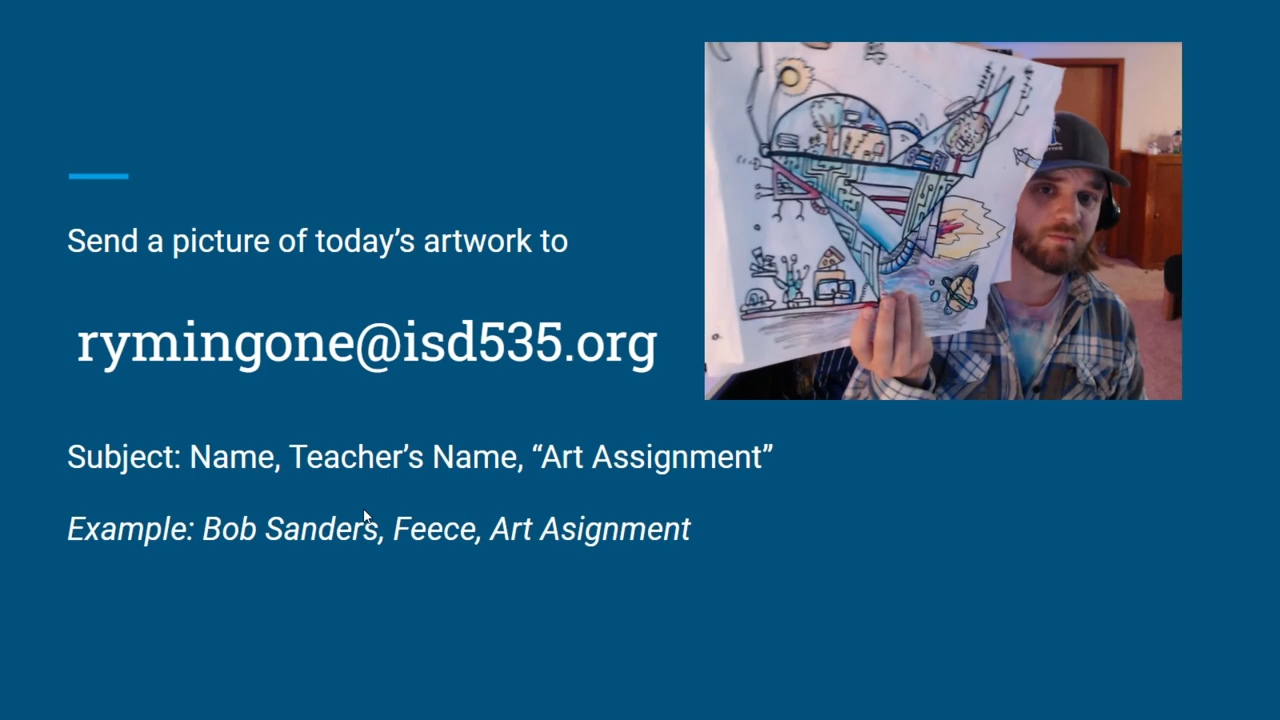 Send a picture of today’s artwork to
rymingone@isd535.org
Subject: Name, Teacher’s Name, “Art Assignment”
Example: Bob Sanders, Feece, Art Asignment